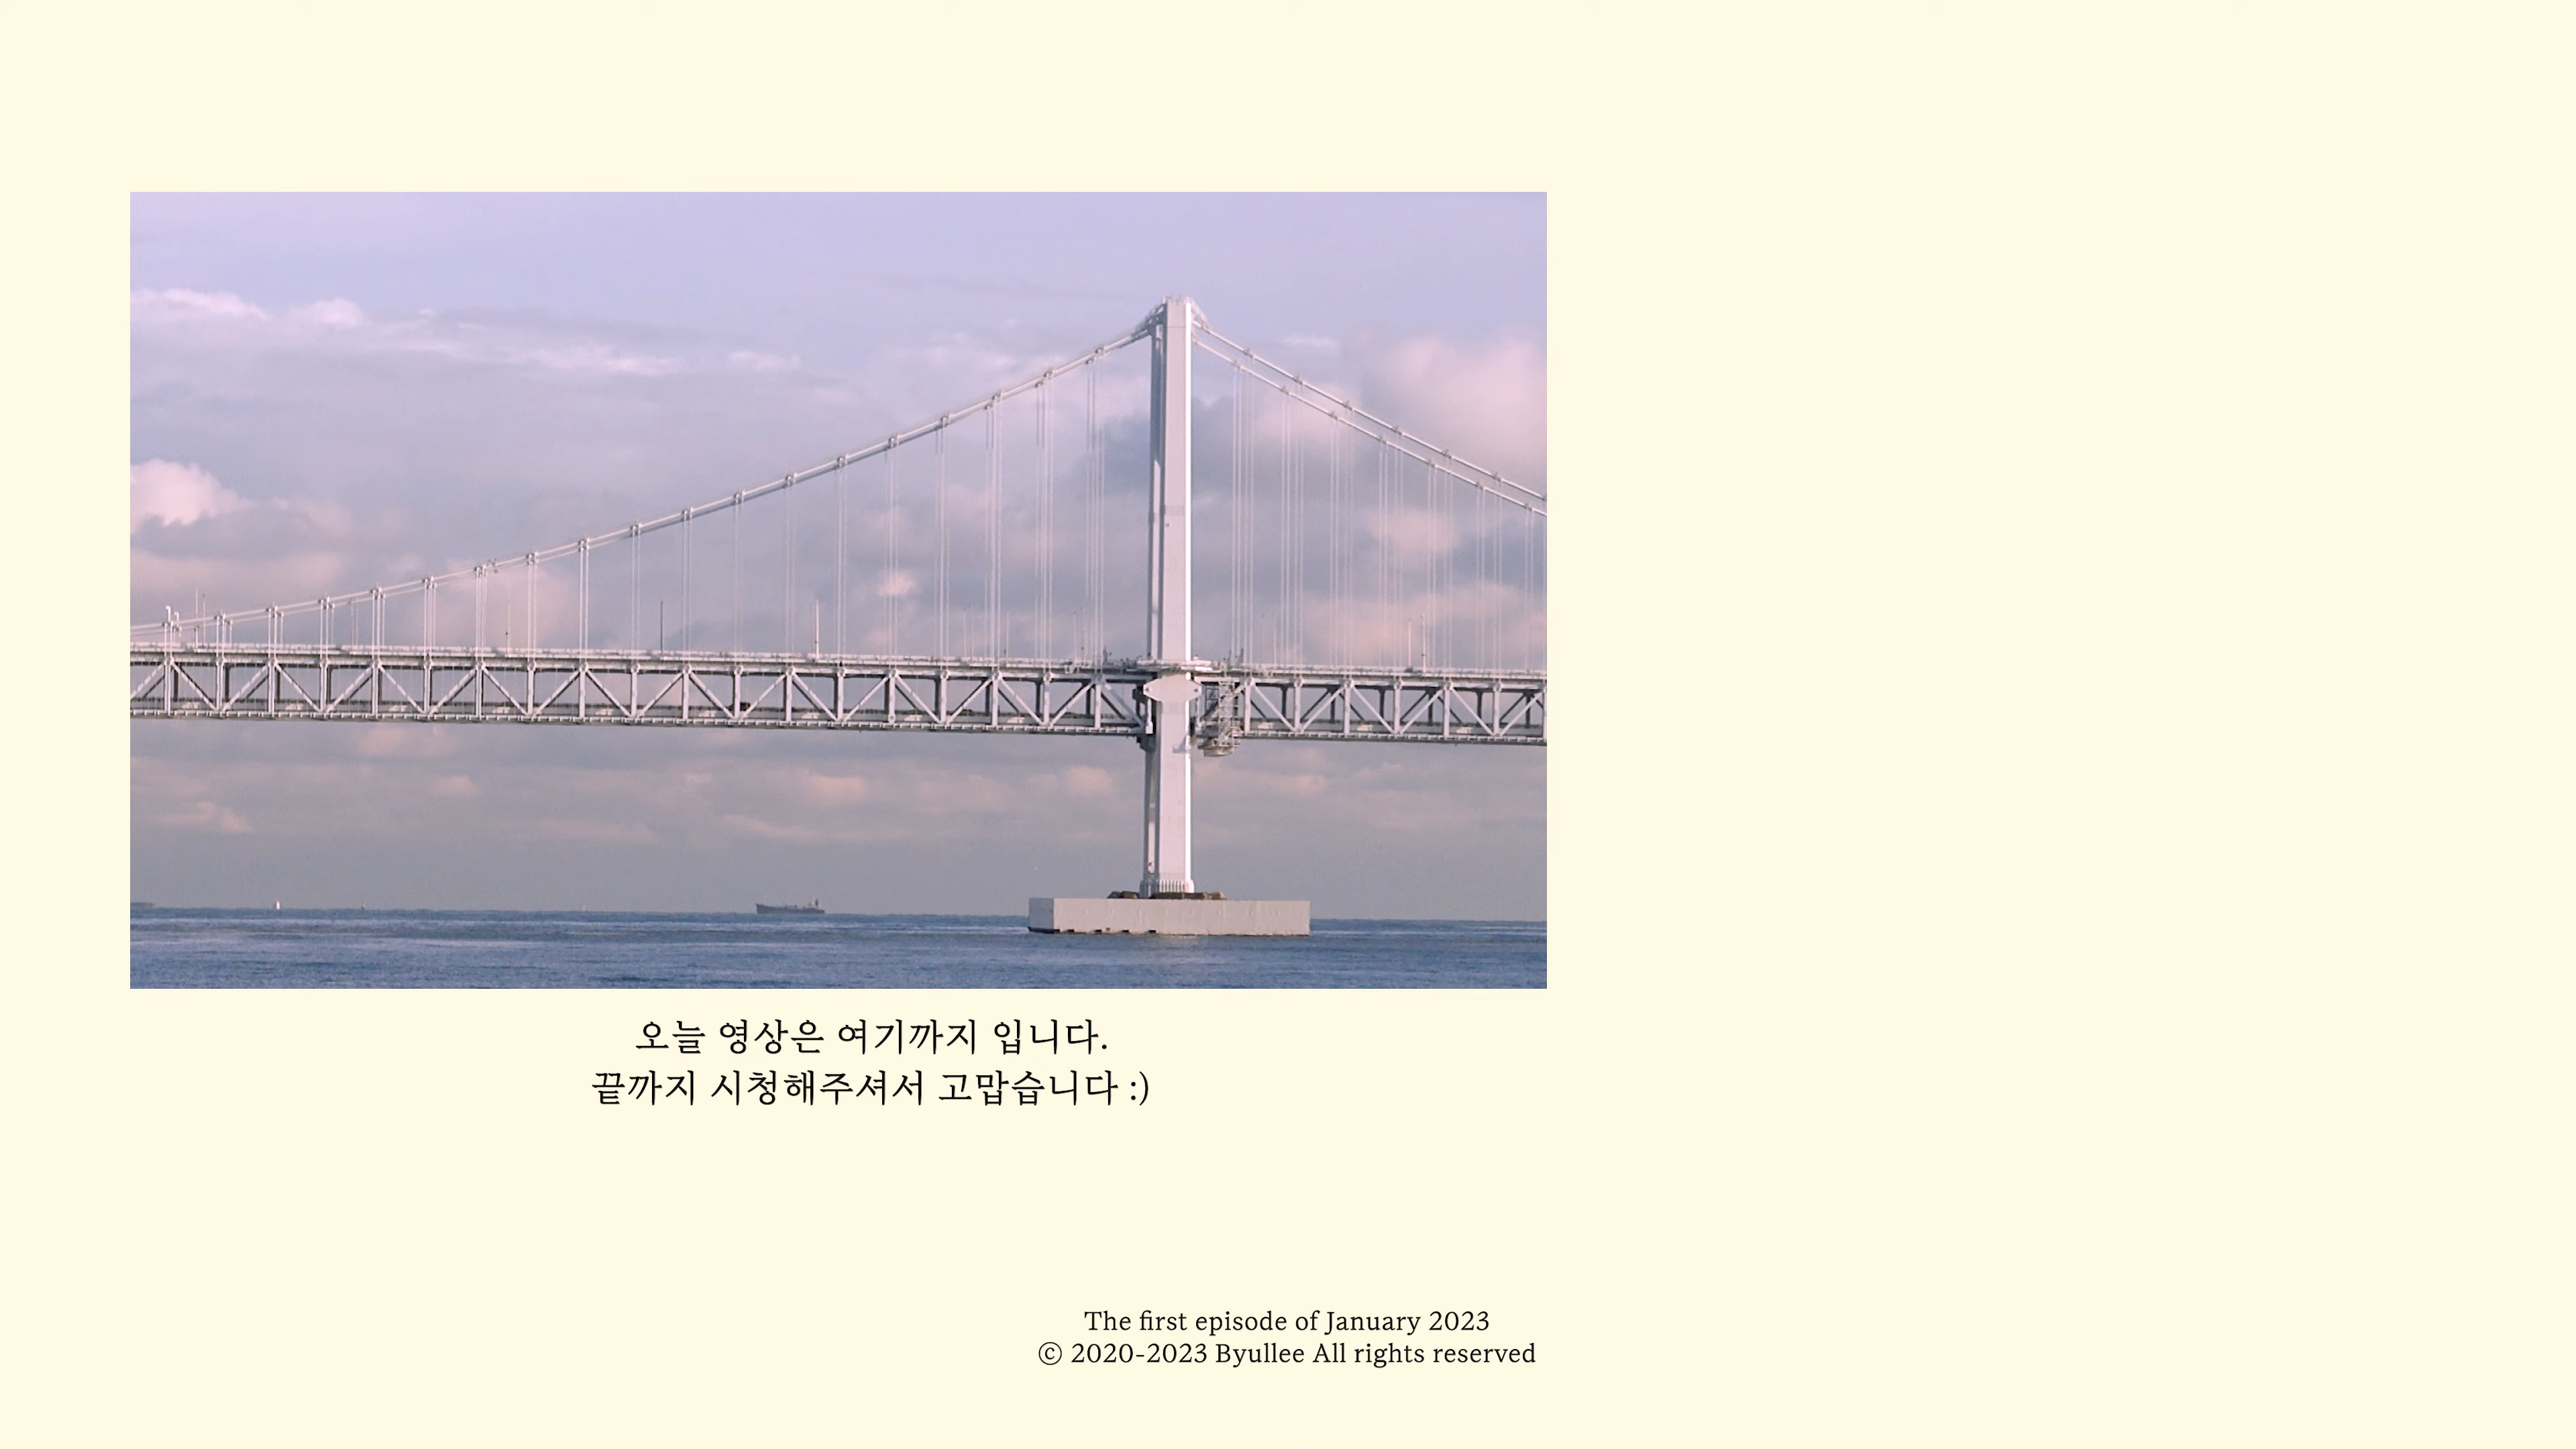 오늘 영상은 여기까지 입니다.
끝까지 시청해주셔서 고맙습니다 :)
The first episode of January 2023
ⓒ 2020-2023 Byullee All rights reserved